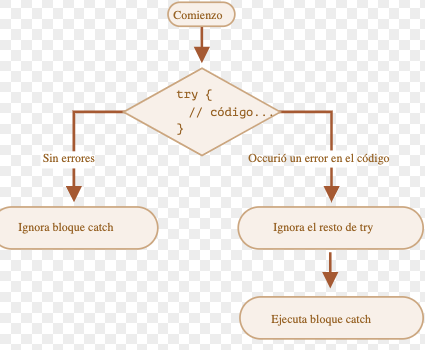 Comienzo
try {
// código...
}
Sin errores
Occurió un error en el código
Ignora bloque catch
Ignora el resto de try
Ejecuta bloque catch